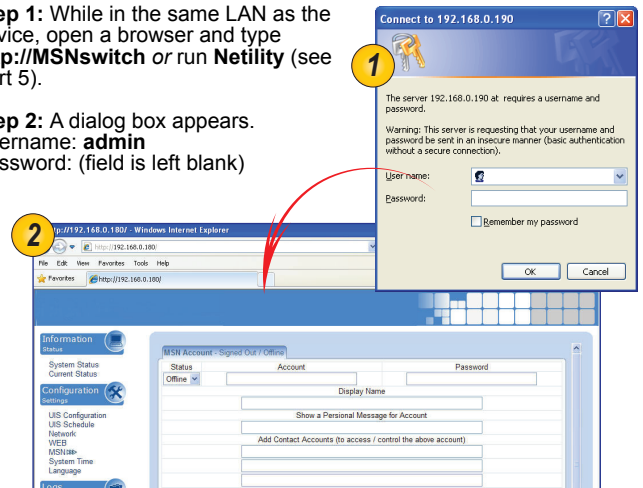 ep 1: While in the same LAN as the
vice, open a browser and type
p://MSNswitch or run Netility (see
rt 5).
ep 2: A dialog box appears.
ername: admin
ssword: (field is left blank)
1
Connect to 192.168.0.190
The server 192.168.0.190 at requires a username and
password.
Warning: This server is requesting that your username and
password be sent in an insecure manner (basic authentication
without a secure connection).
User name:
Password:
Remember my password
OK Cancel
2
tp://192.168.0.180/ - Windows Internet Explorer
http://192.168.0.180/
File Edit View Favorites Tools Help
Favorites http://192.168.0.180/
Information
Status
System Status
Current Status
Configuration
Settings
UIS Configuration
UIS Schedule
Network
WEB
MSN
System Time
Language
Logs
MSN Account - Signed Out / Offline
Status Account Password
Offline
Display Name
Show a Personal Message for Account
Add Contact Accounts (to access / control the above account)